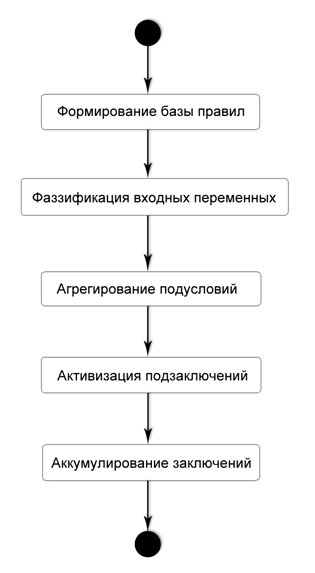 Формирование базы правил
Фаззификация входных переменных
Агрегирование подусловий
Активизация подзаключений
Аккумулирование заключений